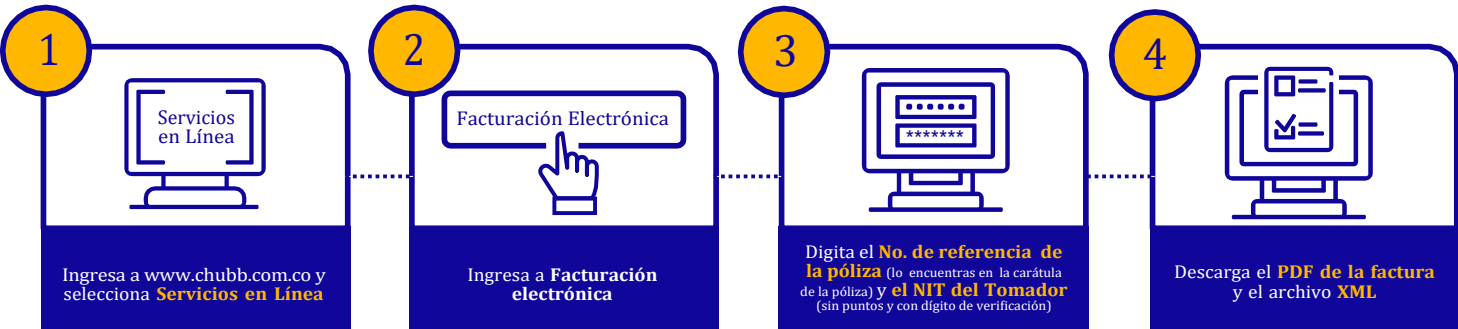 1
Servicios
en Línea
Ingresa a www.chubb.com.co y
selecciona Servicios en Línea
2
Facturación Electrónica
Ingresa a Facturación
electrónica
3
*******
Digita el No. de referencia de
la póliza (lo encuentras en la carátula
de la póliza) y el NIT del Tomador
(sin puntos y con dígito de verificación)
4
Descarga el PDF de la factura
y el archivo XML